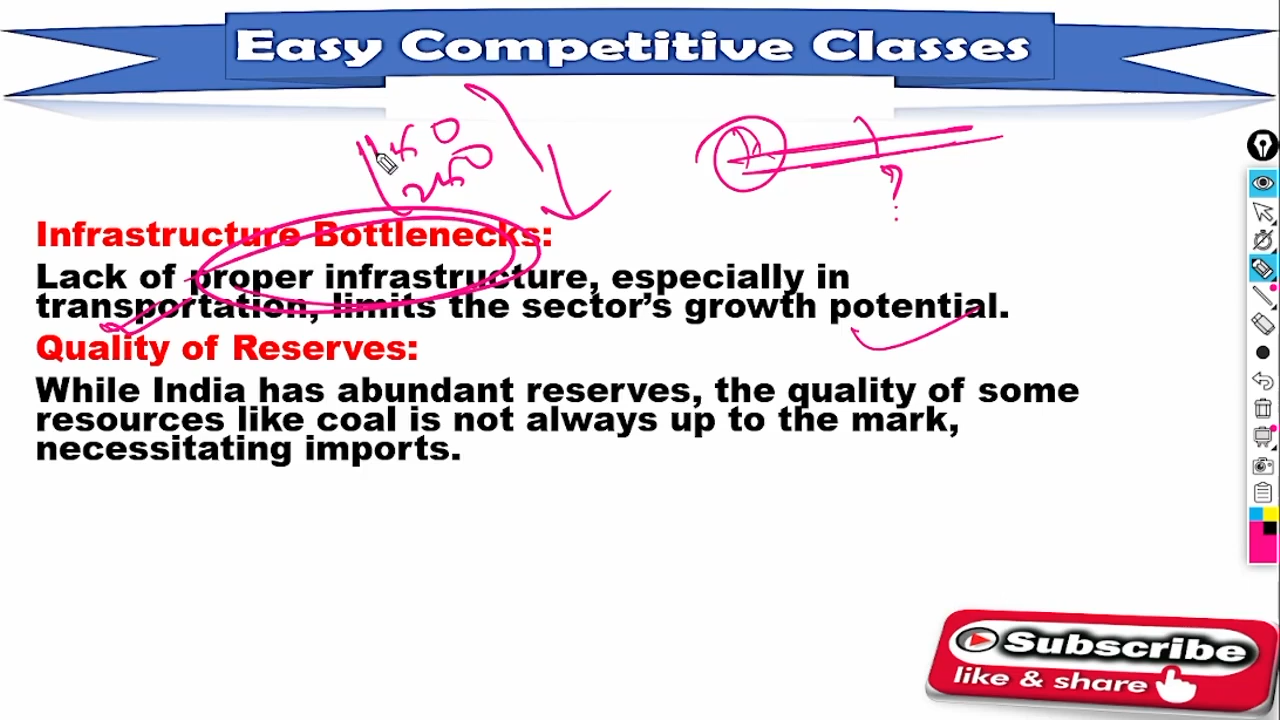 Easy Competitive Classes
250
Infrastructure Bottlenecks:
Lack of proper infrastructure, especially in
transportation, limits the sector's growth potential.
?
Quality of Reserves:
While India has abundant reserves, the quality of some
resources like coal is not always up to the mark,
necessitating imports.
Subscribe
like & share